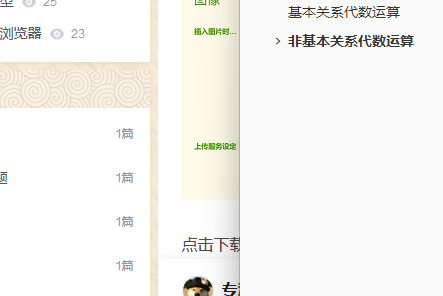 型 25
浏览器 23
1篇
题 1篇
1篇
1篇
图像
插入图片时...
上传服务设定
点击下载
专
基本关系代数运算
非基本关系代数运算